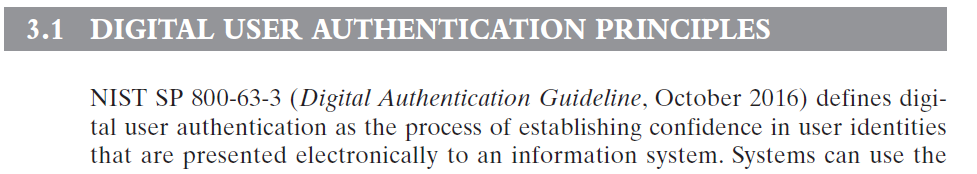 3.1 DIGITAL USER AUTHENTICATION PRINCIPLES
NIST SP 800-63-3 (Digital Authentication Guideline, October 2016) defines digi-
tal user authentication as the process of establishing confidence in user identities
that are presented electronically to an information system. Systems can use the